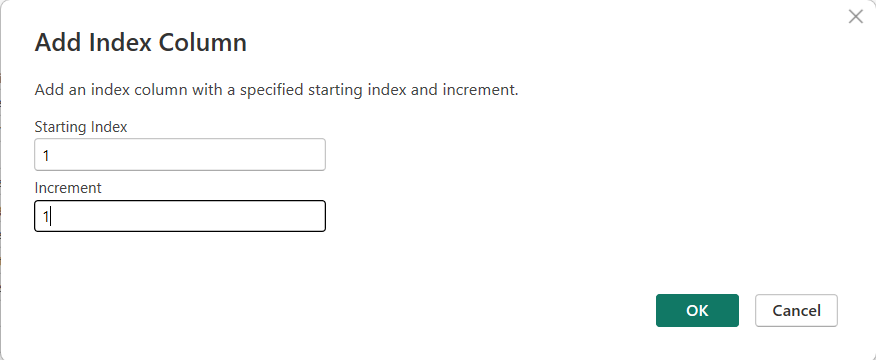 Add Index Column
Add an index column with a specified starting index and increment.
Starting Index
1
Increment
1
OK
Cancel